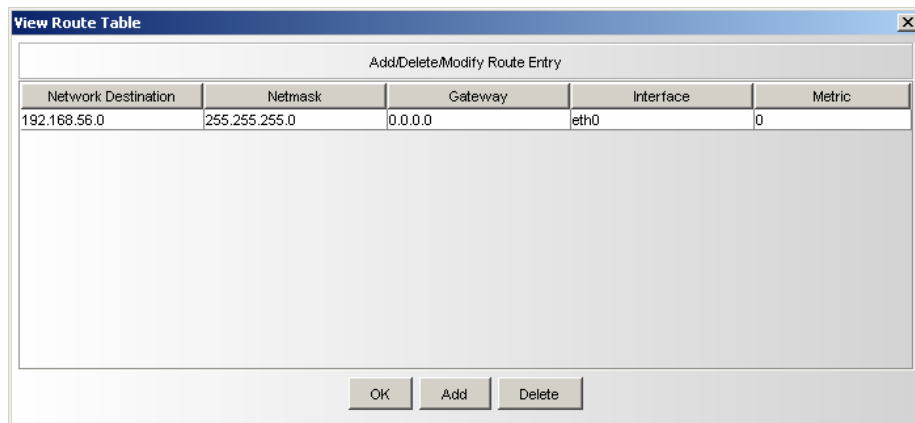 View Route Table
Add/Delete/Modify Route Entry
Network Destination Netmask Gateway Interface Metric
192.168.56.0 255.255.255.0 0.0.0.0 eth0 0
OK Add Delete